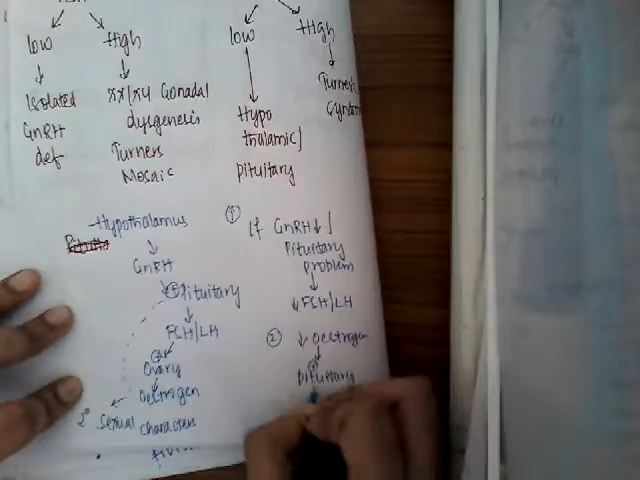 low
High
Isolated
GnRH
def
XX/XY Gonadal
dysgenesis
Turners
Mosaic
low
High
Hypo
thalamic/
pituitary
Turners
Hypothalamus
GnRH
Pituitary
FSH/LH
Ovary
Oestrogen
2° Sexual characters
① If GnRH↓/
Pituitary
problem
↓FSH/LH
② ↓ Oestrogen
Pituitary